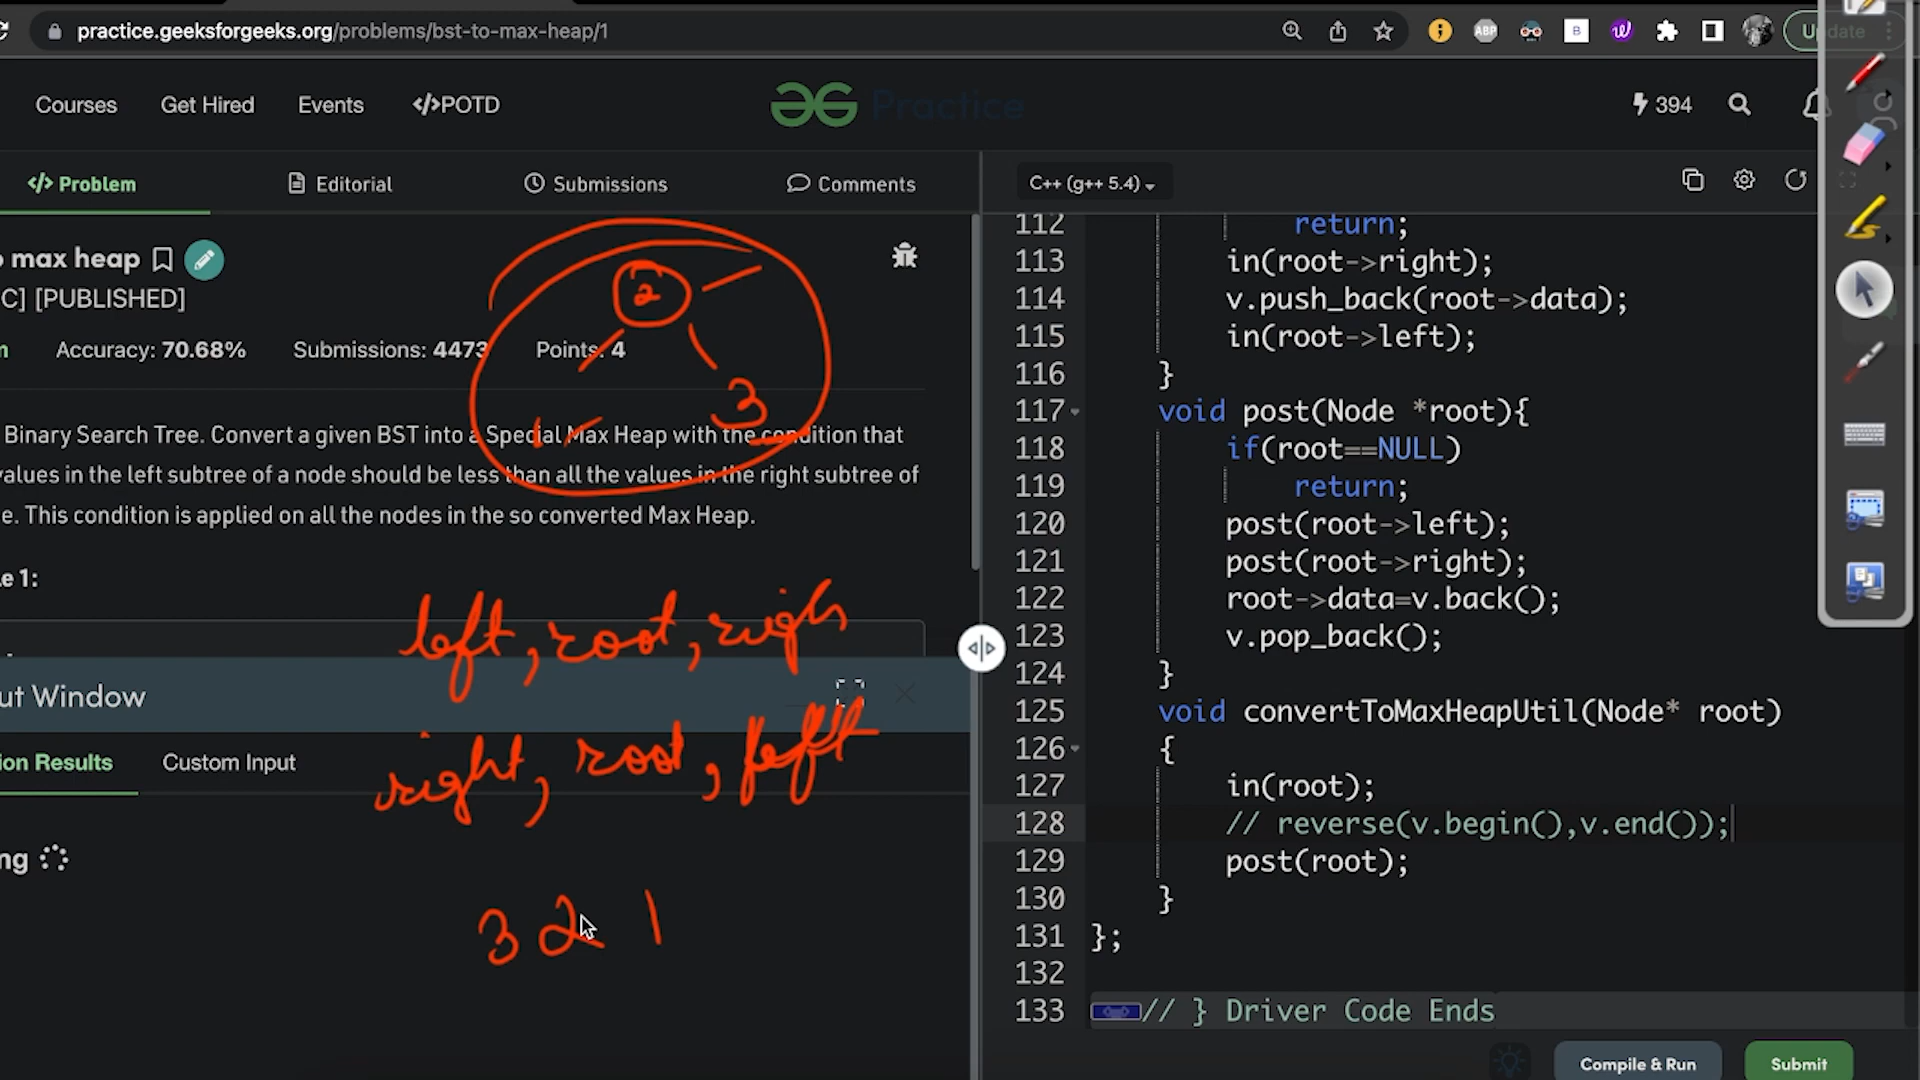 practice.geeksforgeeks.org/problems/bst-to-max-heap/1
ABP
B
Update
Courses Get Hired Events </>POTD
Practice
394
</> Problem Editorial Submissions Comments
C++ (g++ 5.4)
o max heap
C] [PUBLISHED]
Accuracy: 70.68% Submissions: 4473 Points: 4
2
1 3
Binary Search Tree. Convert a given BST into a Special Max Heap with the condition that
values in the left subtree of a node should be less than all the values in the right subtree of
e. This condition is applied on all the nodes in the so converted Max Heap.
le 1:
left, root, righ
ut Window
right, root, left
ion Results Custom Input
ng
3 2 1
112 return;
113 in(root->right);
114 v.push_back(root->data);
115 in(root->left);
116 }
117 void post(Node *root){
118 if(root==NULL)
119 return;
120 post(root->left);
121 post(root->right);
122 root->data=v.back();
123 v.pop_back();
124 }
125 void convertToMaxHeapUtil(Node* root)
126 {
127 in(root);
128 // reverse(v.begin(),v.end());
129 post(root);
130 }
131 };
132
133 // } Driver Code Ends
Compile & Run Submit